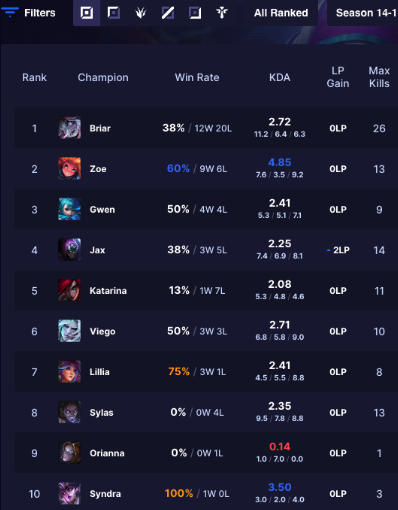 Filters All Ranked Season 14-1
Rank Champion Win Rate KDA LP Gain Max Kills
1 Briar 38% / 12W 20L 2.72 0LP 26
11.2 / 6.4 / 6.3
2 Zoe 60% / 9W 6L 4.85 0LP 13
7.6 / 3.5 / 9.2
3 Gwen 50% / 4W 4L 2.41 0LP 9
5.3 / 5.1 / 7.1
4 Jax 38% / 3W 5L 2.25 - 2LP 14
7.4 / 6.9 / 8.1
5 Katarina 13% / 1W 7L 2.08 0LP 11
5.3 / 4.8 / 4.6
6 Viego 50% / 3W 3L 2.71 0LP 10
6.8 / 5.8 / 9.0
7 Lillia 75% / 3W 1L 2.41 0LP 8
4.5 / 5.5 / 8.8
8 Sylas 0% / 0W 4L 2.35 0LP 13
9.5 / 7.8 / 8.8
9 Orianna 0% / 0W 1L 0.14 0LP 1
1.0 / 7.0 / 0.0
10 Syndra 100% / 1W 0L 3.50 0LP 3
3.0 / 2.0 / 4.0